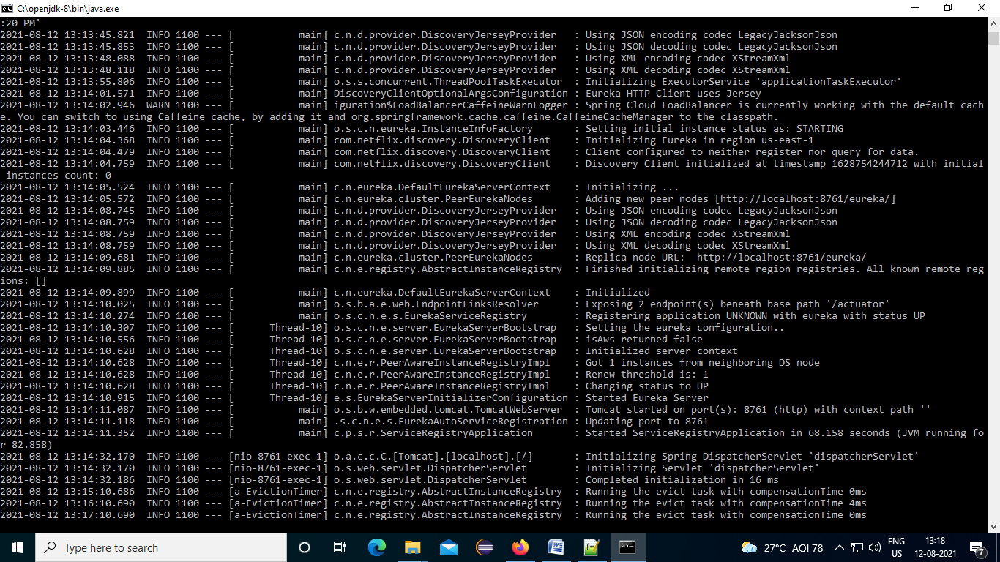 C:\openjdk-8\bin\java.exe
:20 PM'
2021-08-12 13:13:45.821  INFO 1100 --- [           main] c.n.d.provider.DiscoveryJerseyProvider   : Using JSON encoding codec LegacyJacksonJson
2021-08-12 13:13:45.853  INFO 1100 --- [           main] c.n.d.provider.DiscoveryJerseyProvider   : Using JSON decoding codec LegacyJacksonJson
2021-08-12 13:13:48.088  INFO 1100 --- [           main] c.n.d.provider.DiscoveryJerseyProvider   : Using XML encoding codec XStreamXml
2021-08-12 13:13:48.118  INFO 1100 --- [           main] c.n.d.provider.DiscoveryJerseyProvider   : Using XML decoding codec XStreamXml
2021-08-12 13:13:55.806  INFO 1100 --- [           main] o.s.s.concurrent.ThreadPoolTaskExecutor  : Initializing ExecutorService 'applicationTaskExecutor'
2021-08-12 13:14:01.571  INFO 1100 --- [           main] DiscoveryClientOptionalArgsConfiguration : Eureka HTTP Client uses Jersey
2021-08-12 13:14:02.946  WARN 1100 --- [           main] iguration$LoadBalancerCaffeineWarnLogger : Spring Cloud LoadBalancer is currently working with the default cach
e. You can switch to using Caffeine cache, by adding it and org.springframework.cache.caffeine.CaffeineCacheManager to the classpath.
2021-08-12 13:14:03.446  INFO 1100 --- [           main] o.s.c.n.eureka.InstanceInfoFactory       : Setting initial instance status as: STARTING
2021-08-12 13:14:04.368  INFO 1100 --- [           main] com.netflix.discovery.DiscoveryClient    : Initializing Eureka in region us-east-1
2021-08-12 13:14:04.479  INFO 1100 --- [           main] com.netflix.discovery.DiscoveryClient    : Client configured to neither register nor query for data.
2021-08-12 13:14:04.759  INFO 1100 --- [           main] com.netflix.discovery.DiscoveryClient    : Discovery Client initialized at timestamp 1628754244712 with initial
 instances count: 0
2021-08-12 13:14:05.524  INFO 1100 --- [           main] c.n.eureka.DefaultEurekaServerContext    : Initializing ...
2021-08-12 13:14:05.572  INFO 1100 --- [           main] c.n.eureka.cluster.PeerEurekaNodes       : Adding new peer nodes [http://localhost:8761/eureka/]
2021-08-12 13:14:08.745  INFO 1100 --- [           main] c.n.d.provider.DiscoveryJerseyProvider   : Using JSON encoding codec LegacyJacksonJson
2021-08-12 13:14:08.759  INFO 1100 --- [           main] c.n.d.provider.DiscoveryJerseyProvider   : Using JSON decoding codec LegacyJacksonJson
2021-08-12 13:14:08.759  INFO 1100 --- [           main] c.n.d.provider.DiscoveryJerseyProvider   : Using XML encoding codec XStreamXml
2021-08-12 13:14:08.759  INFO 1100 --- [           main] c.n.d.provider.DiscoveryJerseyProvider   : Using XML decoding codec XStreamXml
2021-08-12 13:14:09.681  INFO 1100 --- [           main] c.n.eureka.cluster.PeerEurekaNodes       : Replica node URL:  http://localhost:8761/eureka/
2021-08-12 13:14:09.885  INFO 1100 --- [           main] c.n.e.registry.AbstractInstanceRegistry  : Finished initializing remote region registries. All known remote reg
ions: []
2021-08-12 13:14:09.899  INFO 1100 --- [           main] c.n.eureka.DefaultEurekaServerContext    : Initialized
2021-08-12 13:14:10.025  INFO 1100 --- [           main] o.s.b.a.e.web.EndpointLinksResolver      : Exposing 2 endpoint(s) beneath base path '/actuator'
2021-08-12 13:14:10.274  INFO 1100 --- [           main] o.s.c.n.e.s.EurekaServiceRegistry        : Registering application UNKNOWN with eureka with status UP
2021-08-12 13:14:10.307  INFO 1100 --- [      Thread-10] o.s.c.n.e.server.EurekaServerBootstrap   : Setting the eureka configuration..
2021-08-12 13:14:10.556  INFO 1100 --- [      Thread-10] o.s.c.n.e.server.EurekaServerBootstrap   : isAws returned false
2021-08-12 13:14:10.628  INFO 1100 --- [      Thread-10] o.s.c.n.e.server.EurekaServerBootstrap   : Initialized server context
2021-08-12 13:14:10.628  INFO 1100 --- [      Thread-10] c.n.e.r.PeerAwareInstanceRegistryImpl    : Got 1 instances from neighboring DS node
2021-08-12 13:14:10.628  INFO 1100 --- [      Thread-10] c.n.e.r.PeerAwareInstanceRegistryImpl    : Renew threshold is: 1
2021-08-12 13:14:10.628  INFO 1100 --- [      Thread-10] c.n.e.r.PeerAwareInstanceRegistryImpl    : Changing status to UP
2021-08-12 13:14:10.915  INFO 1100 --- [      Thread-10] e.s.EurekaServerInitializerConfiguration : Started Eureka Server
2021-08-12 13:14:11.087  INFO 1100 --- [           main] o.s.b.w.embedded.tomcat.TomcatWebServer  : Tomcat started on port(s): 8761 (http) with context path ''
2021-08-12 13:14:11.118  INFO 1100 --- [           main] .s.c.n.e.s.EurekaAutoServiceRegistration : Updating port to 8761
2021-08-12 13:14:11.352  INFO 1100 --- [           main] c.p.s.r.ServiceRegistryApplication       : Started ServiceRegistryApplication in 68.158 seconds (JVM running fo
r 82.858)
2021-08-12 13:14:32.170  INFO 1100 --- [nio-8761-exec-1] o.a.c.c.C.[Tomcat].[localhost].[/]       : Initializing Spring DispatcherServlet 'dispatcherServlet'
2021-08-12 13:14:32.170  INFO 1100 --- [nio-8761-exec-1] o.s.web.servlet.DispatcherServlet        : Initializing Servlet 'dispatcherServlet'
2021-08-12 13:14:32.186  INFO 1100 --- [nio-8761-exec-1] o.s.web.servlet.DispatcherServlet        : Completed initialization in 16 ms
2021-08-12 13:15:10.686  INFO 1100 --- [a-EvictionTimer] c.n.e.registry.AbstractInstanceRegistry  : Running the evict task with compensationTime 0ms
2021-08-12 13:16:10.690  INFO 1100 --- [a-EvictionTimer] c.n.e.registry.AbstractInstanceRegistry  : Running the evict task with compensationTime 4ms
2021-08-12 13:17:10.690  INFO 1100 --- [a-EvictionTimer] c.n.e.registry.AbstractInstanceRegistry  : Running the evict task with compensationTime 0ms
Type here to search
27°C AQI 78
ENG
US
13:18
12-08-2021
7